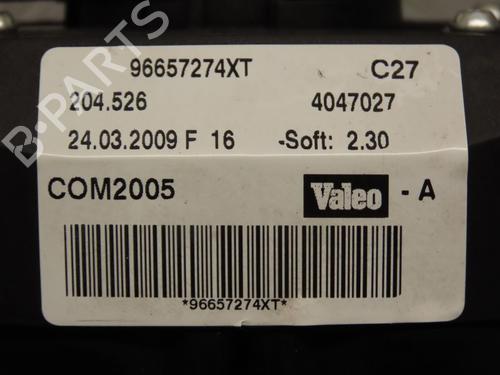 96657274XT C27
204.526 4047027
24.03.2009 F 16 -Soft: 2.30
COM2005 Valeo - A
*96657274XT*
B-PARTS